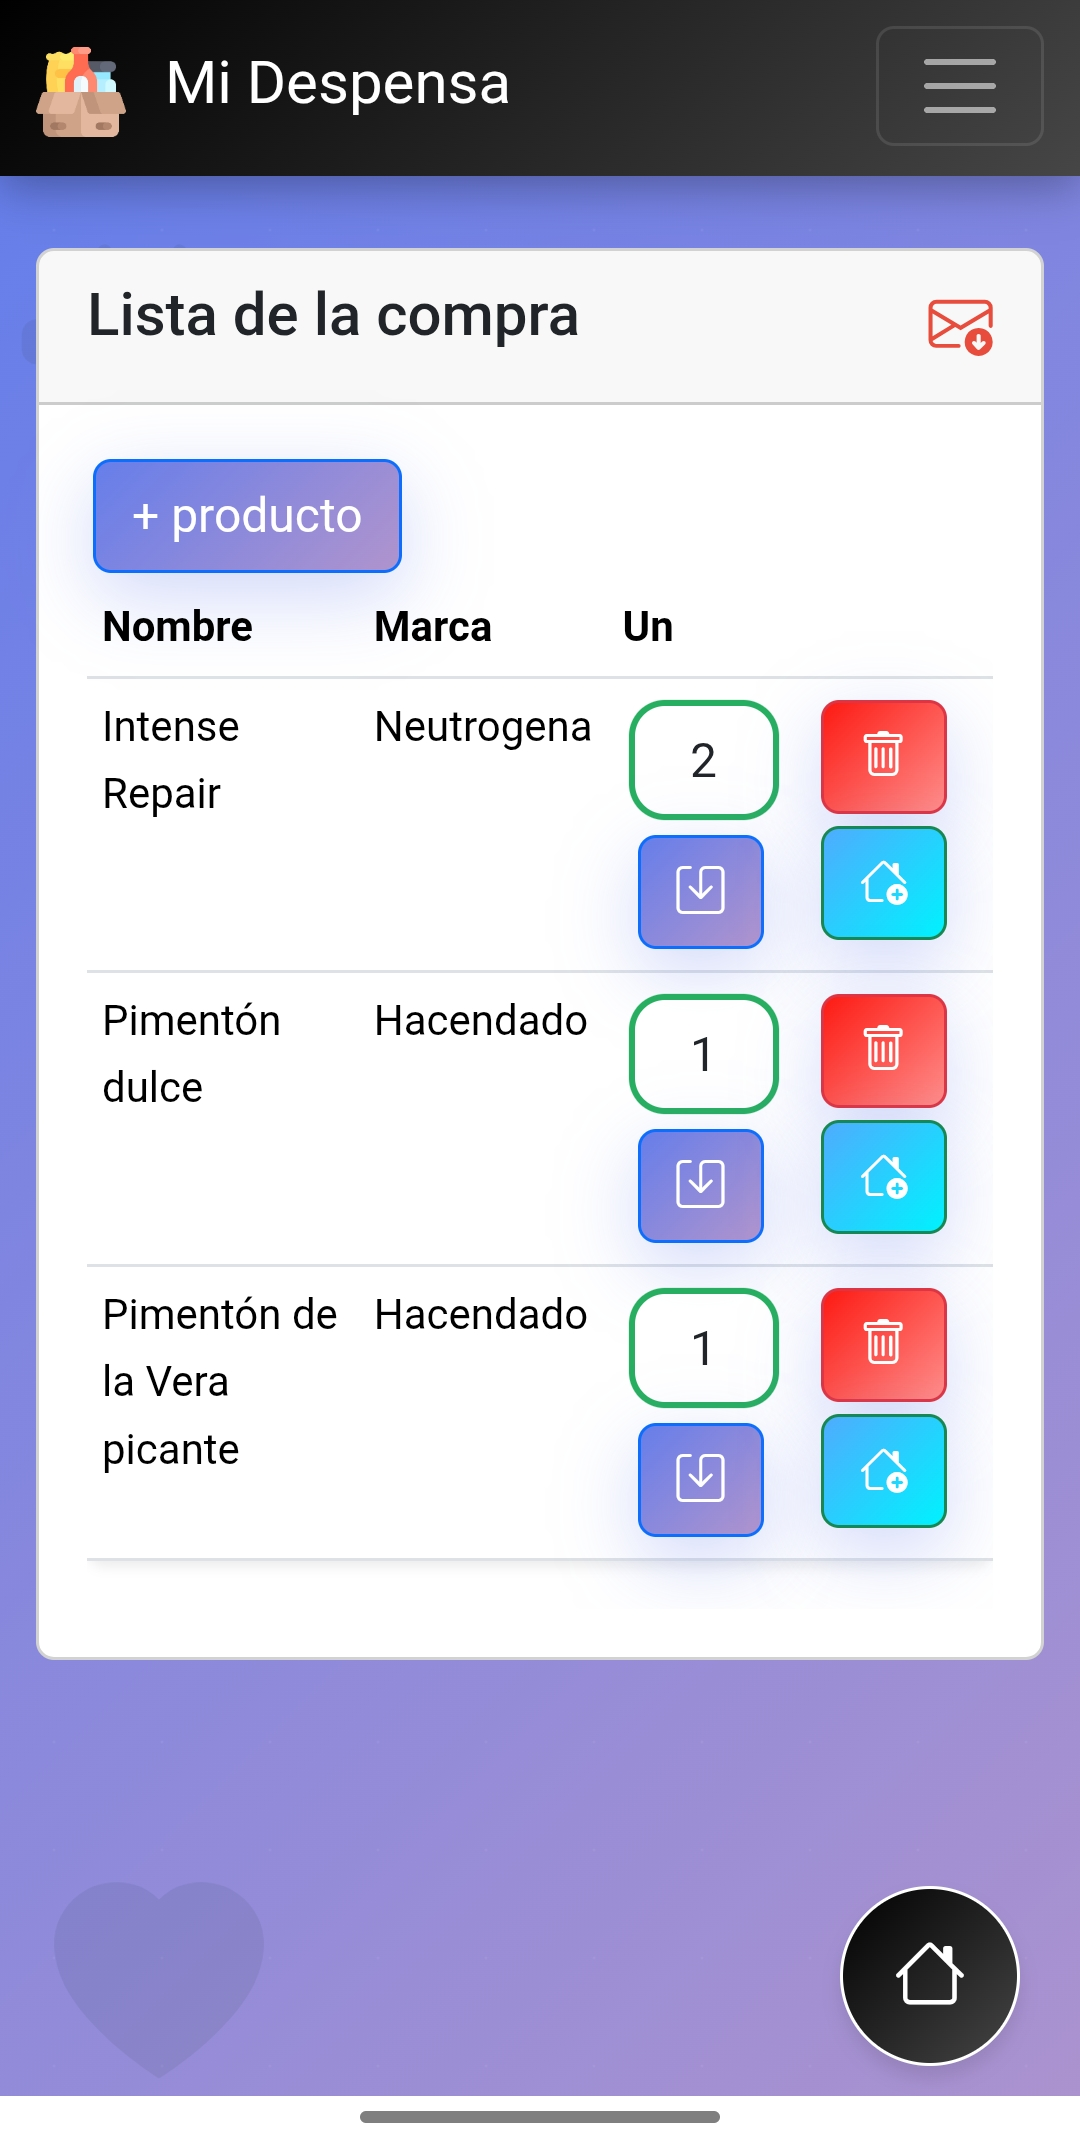 Mi Despensa
Lista de la compra
+ producto
Nombre Marca Un
Intense Neutrogena 2
Repair
Pimentón Hacendado 1
dulce
Pimentón de Hacendado 1
la Vera
picante